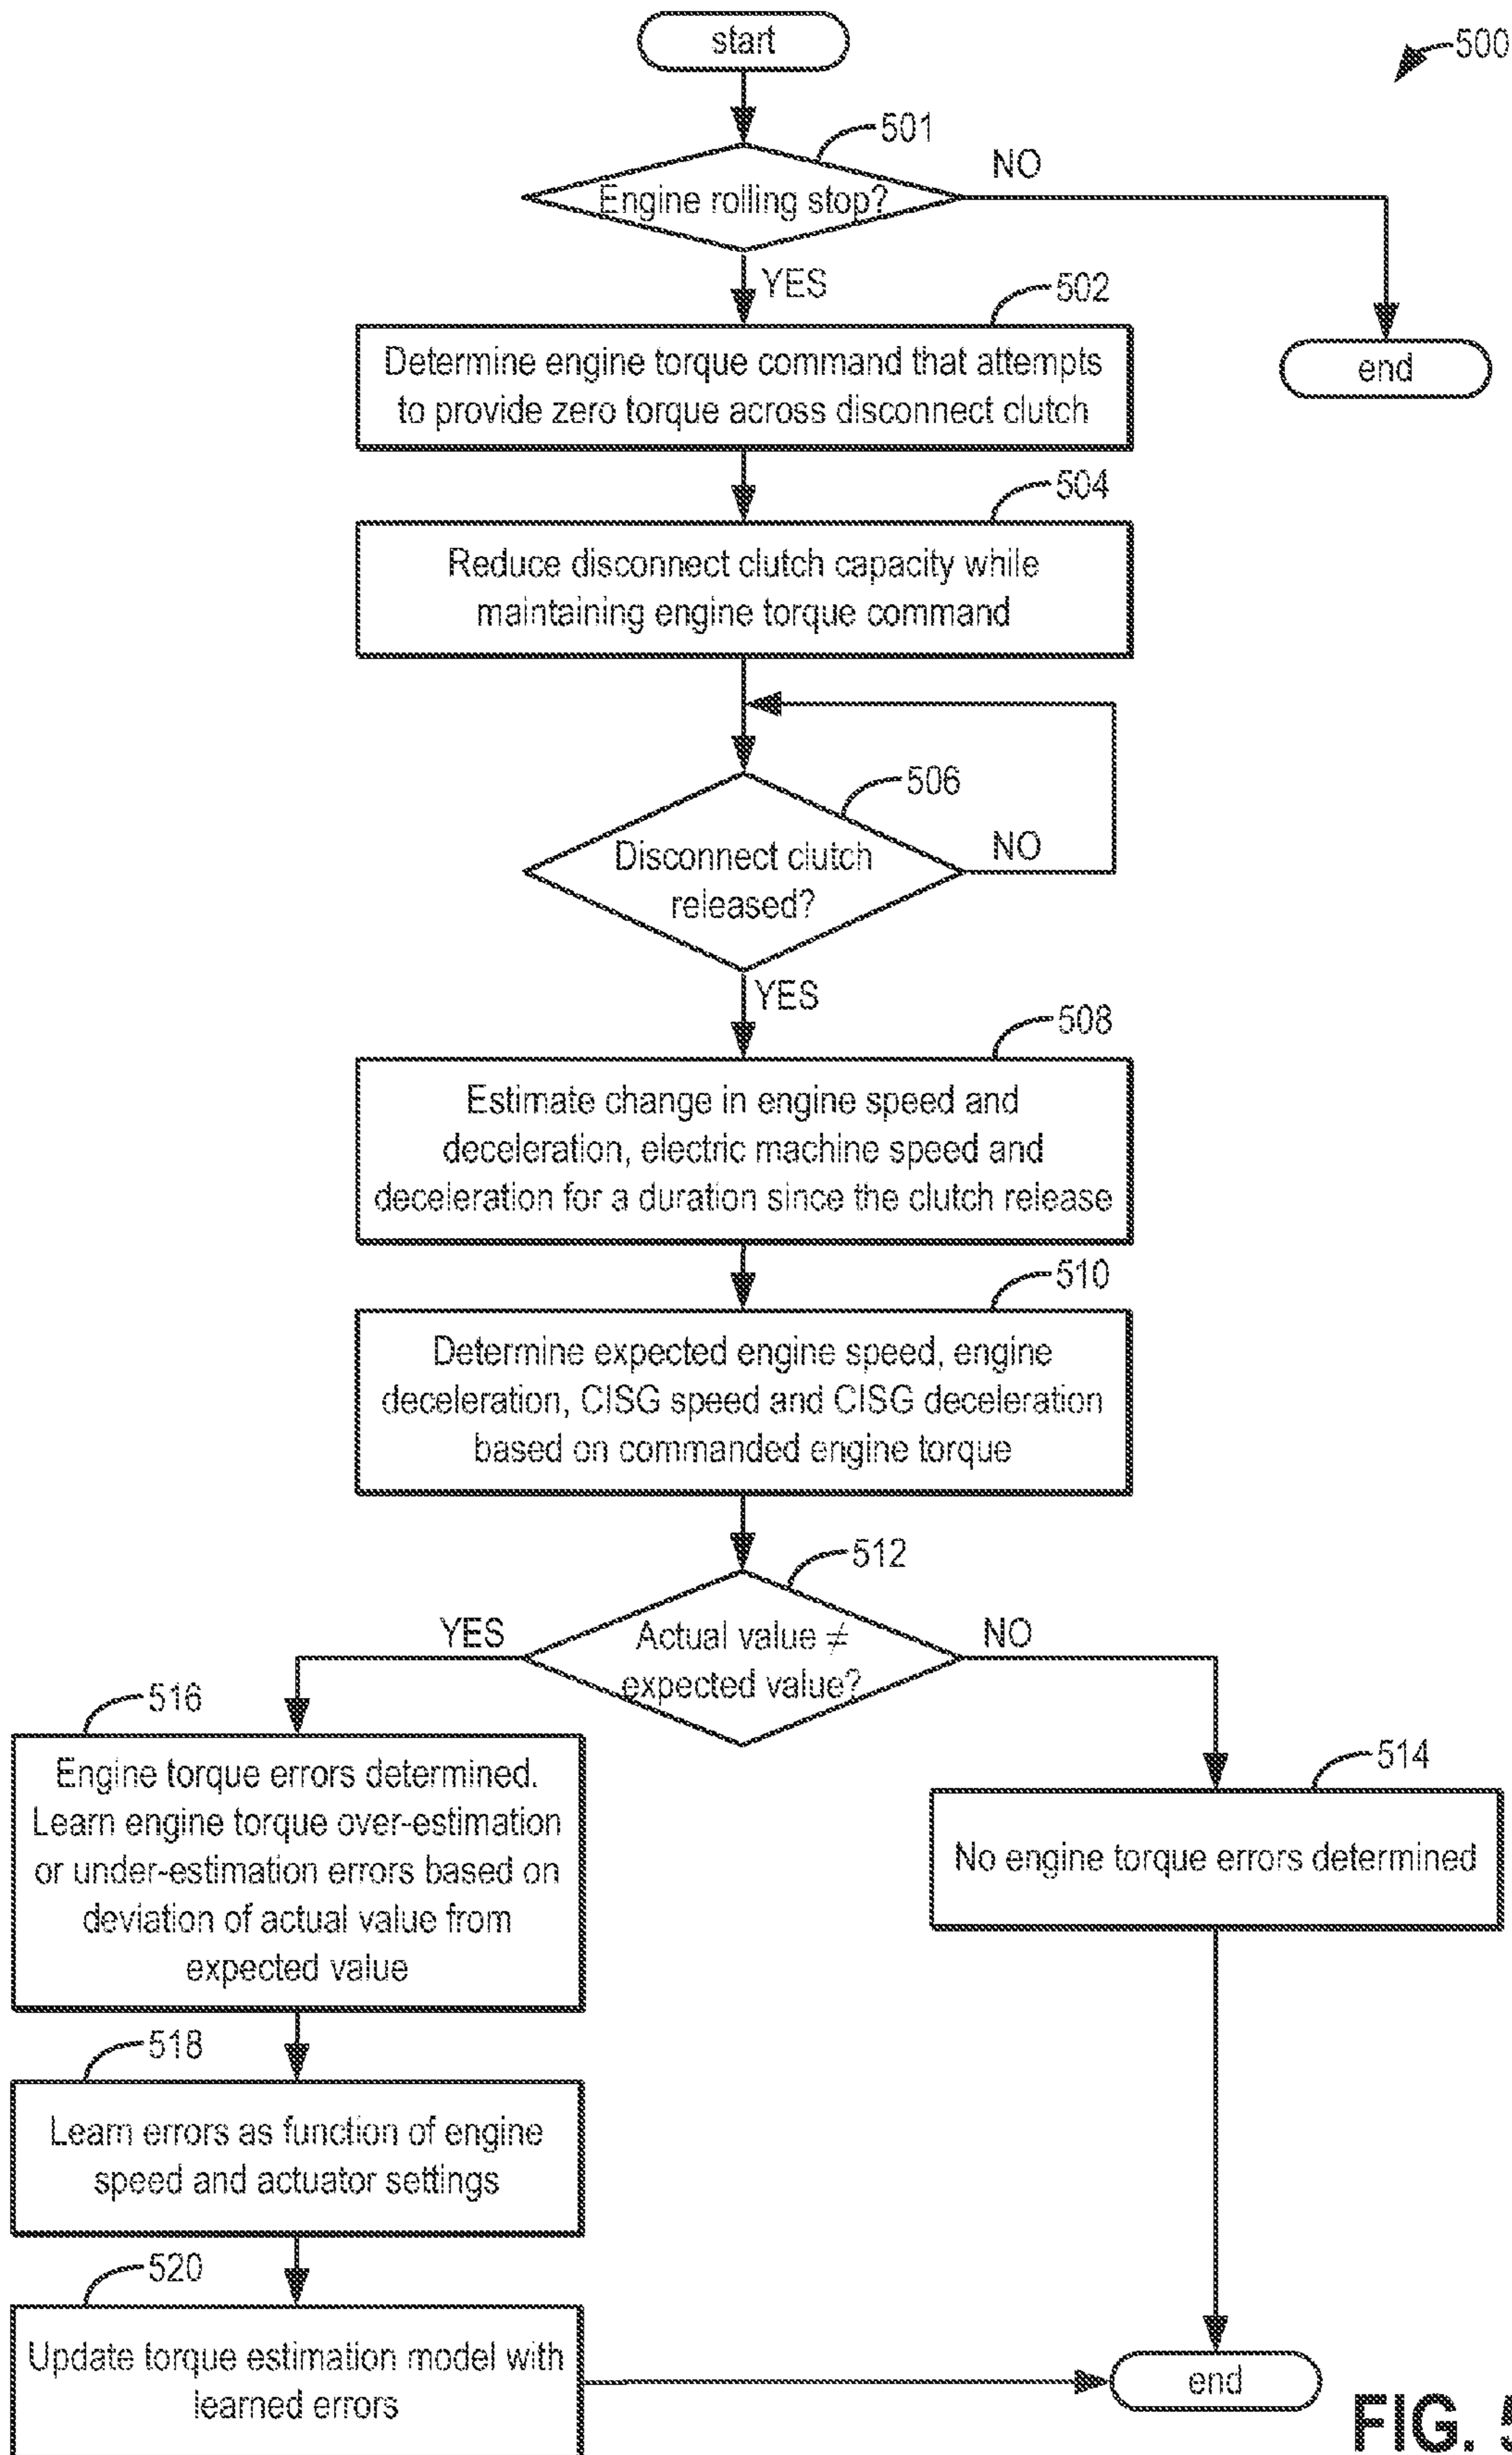 start
500
501
Engine rolling stop?
NO
YES
end
502
Determine engine torque command that attempts
to provide zero torque across disconnect clutch
504
Reduce disconnect clutch capacity while
maintaining engine torque command
506
Disconnect clutch
released?
NO
YES
508
Estimate change in engine speed and
deceleration, electric machine speed and
deceleration for a duration since the clutch release
510
Determine expected engine speed, engine
deceleration, CISG speed and CISG deceleration
based on commanded engine torque
512
Actual value ≠
expected value?
YES
NO
516
Engine torque errors determined.
Learn engine torque over-estimation
or under-estimation errors based on
deviation of actual value from
expected value
514
No engine torque errors determined
518
Learn errors as function of engine
speed and actuator settings
520
Update torque estimation model with
learned errors
end
FIG. 5